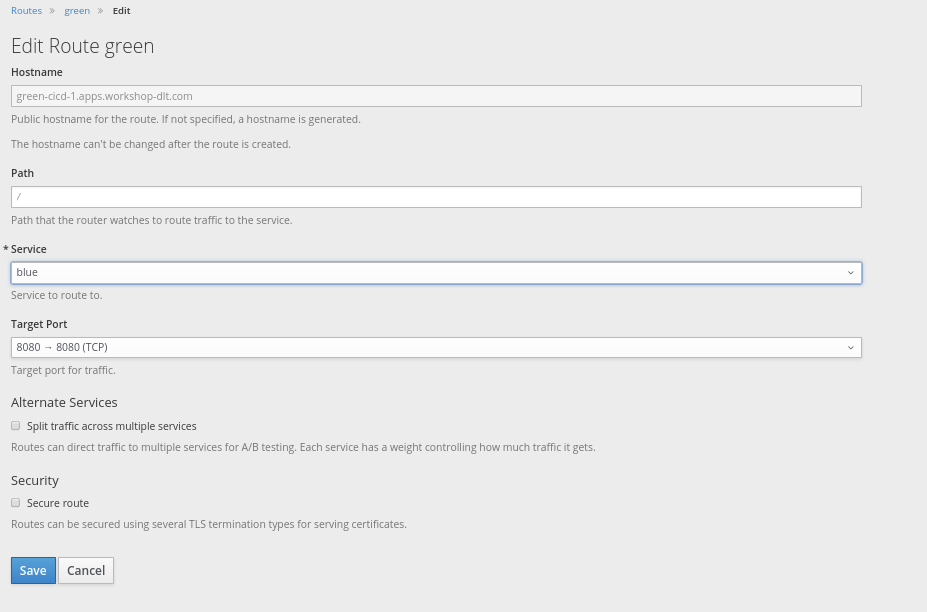 Routes » green » Edit
Edit Route green
Hostname
green-cicd-1.apps.workshop-dlt.com
Public hostname for the route. If not specified, a hostname is generated.
The hostname can't be changed after the route is created.
Path
/
Path that the router watches to route traffic to the service.
* Service
blue
Service to route to.
Target Port
8080 → 8080 (TCP)
Target port for traffic.
Alternate Services
Split traffic across multiple services
Routes can direct traffic to multiple services for A/B testing. Each service has a weight controlling how much traffic it gets.
Security
Secure route
Routes can be secured using several TLS termination types for serving certificates.
Save Cancel